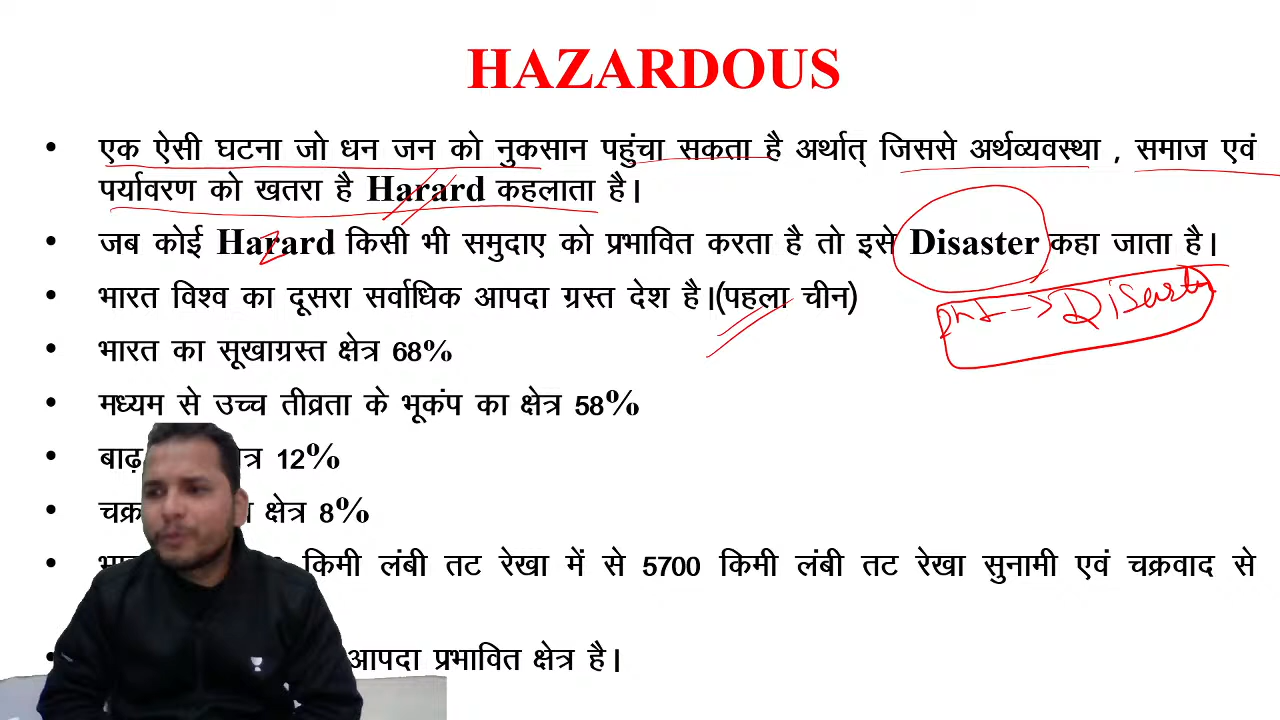 HAZARDOUS
• एक ऐसी घटना जो धन जन को नुकसान पहुंचा सकता है अर्थात् जिससे अर्थव्यवस्था , समाज एवं
पर्यावरण को खतरा है Harard कहलाता है।
• जब कोई Harard किसी भी समुदाए को प्रभावित करता है तो इसे Disaster कहा जाता है।
• भारत विश्व का दूसरा सर्वाधिक आपदा ग्रस्त देश है।(पहला चीन)
• भारत का सूखाग्रस्त क्षेत्र 68%
• मध्यम से उच्च तीव्रता के भूकंप का क्षेत्र 58%
• बाढ़ 12%
• क्षेत्र 8%
• किमी लंबी तट रेखा में से 5700 किमी लंबी तट रेखा सुनामी एवं चक्रवाद से
आपदा प्रभावित क्षेत्र है।